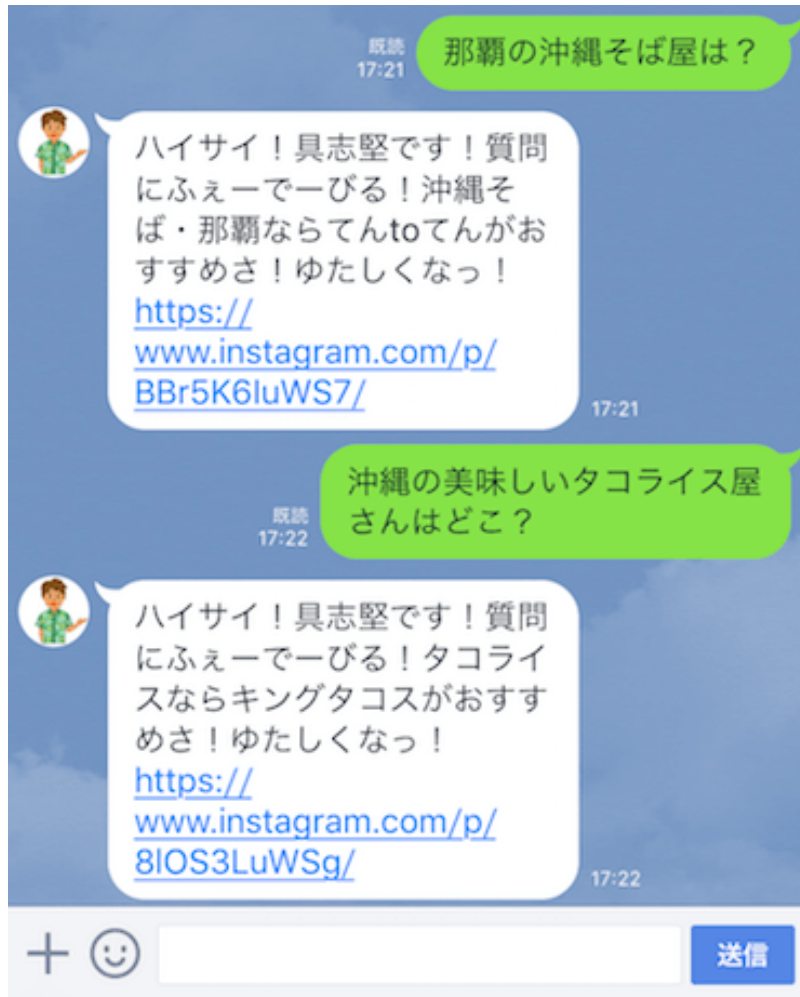 那覇の沖縄そば屋は？
既読
17:21
ハイサイ！具志堅です！質問
にふぇーでーびる！沖縄そ
ば・那覇ならてんtoてんがお
すすめさ！ゆたしくなっ！
https://
www.instagram.com/p/
BBr5K6luWS7/
17:21
沖縄の美味しいタコライス屋
さんはどこ？
既読
17:22
ハイサイ！具志堅です！質問
にふぇーでーびる！タコライ
スならキングタコスがおすす
めさ！ゆたしくなっ！
https://
www.instagram.com/p/
8lOS3LuWSg/
17:22
送信